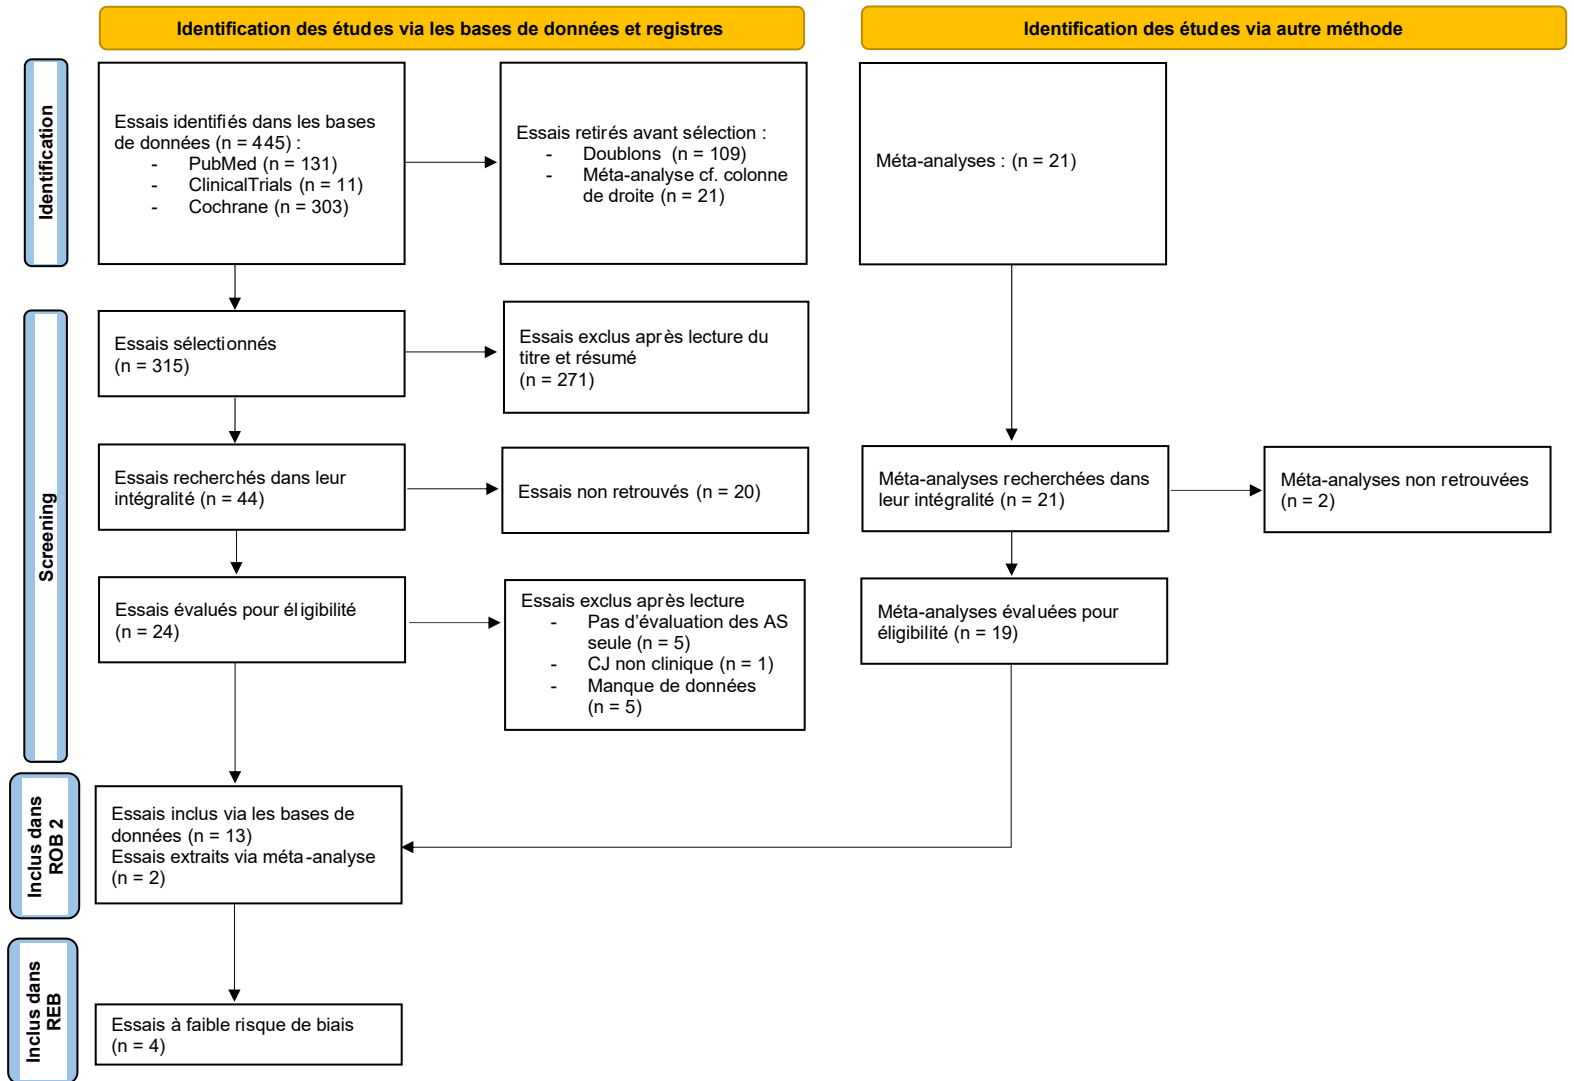 Identification des études via les bases de données et registres
Identification des études via autre méthode
Identification
Essais identifiés dans les bases
de données (n = 445) :
- PubMed (n = 131)
- ClinicalTrials (n = 11)
- Cochrane (n = 303)
Essais retirés avant sélection :
- Doublons (n = 109)
- Méta-analyse cf. colonne
de droite (n = 21)
Méta-analyses : (n = 21)
Screening
Essais sélectionnés
(n = 315)
Essais exclus après lecture du
titre et résumé
(n = 271)
Essais recherchés dans leur
intégralité (n = 44)
Essais non retrouvés (n = 20)
Méta-analyses recherchées dans
leur intégralité (n = 21)
Méta-analyses non retrouvées
(n = 2)
Essais évalués pour éligibilité
(n = 24)
Essais exclus après lecture
- Pas d’évaluation des AS
seule (n = 5)
- CJ non clinique (n = 1)
- Manque de données
(n = 5)
Méta-analyses évaluées pour
éligibilité (n = 19)
Inclus dans
ROB 2
Essais inclus via les bases de
données (n = 13)
Essais extraits via méta-analyse
(n = 2)
Inclus dans
REB
Essais à faible risque de biais
(n = 4)